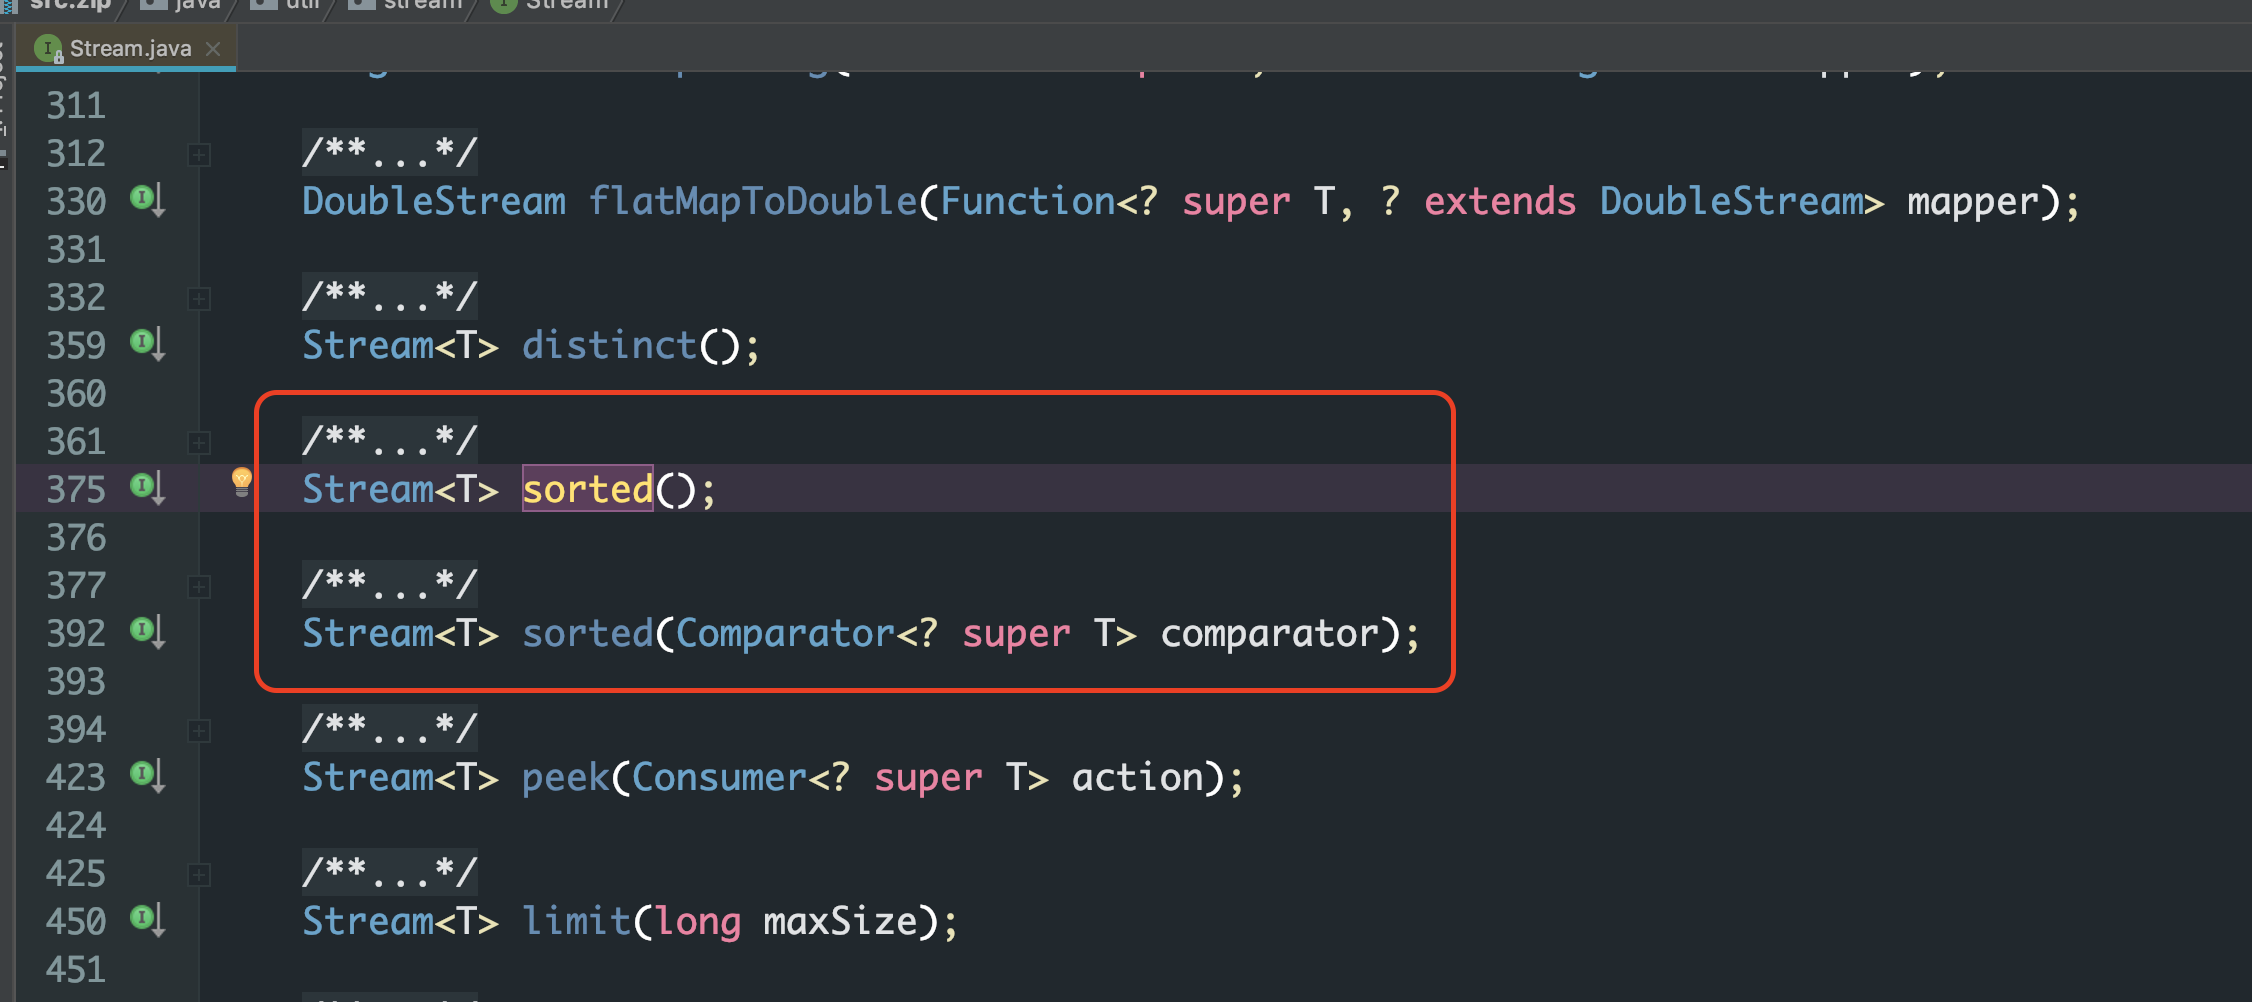 src.zip java util stream Stream
Stream.java
311
312 /**...*/
330 DoubleStream flatMapToDouble(Function<? super T, ? extends DoubleStream> mapper);
331
332 /**...*/
359 Stream<T> distinct();
360
361 /**...*/
375 Stream<T> sorted();
376
377 /**...*/
392 Stream<T> sorted(Comparator<? super T> comparator);
393
394 /**...*/
423 Stream<T> peek(Consumer<? super T> action);
424
425 /**...*/
450 Stream<T> limit(long maxSize);
451